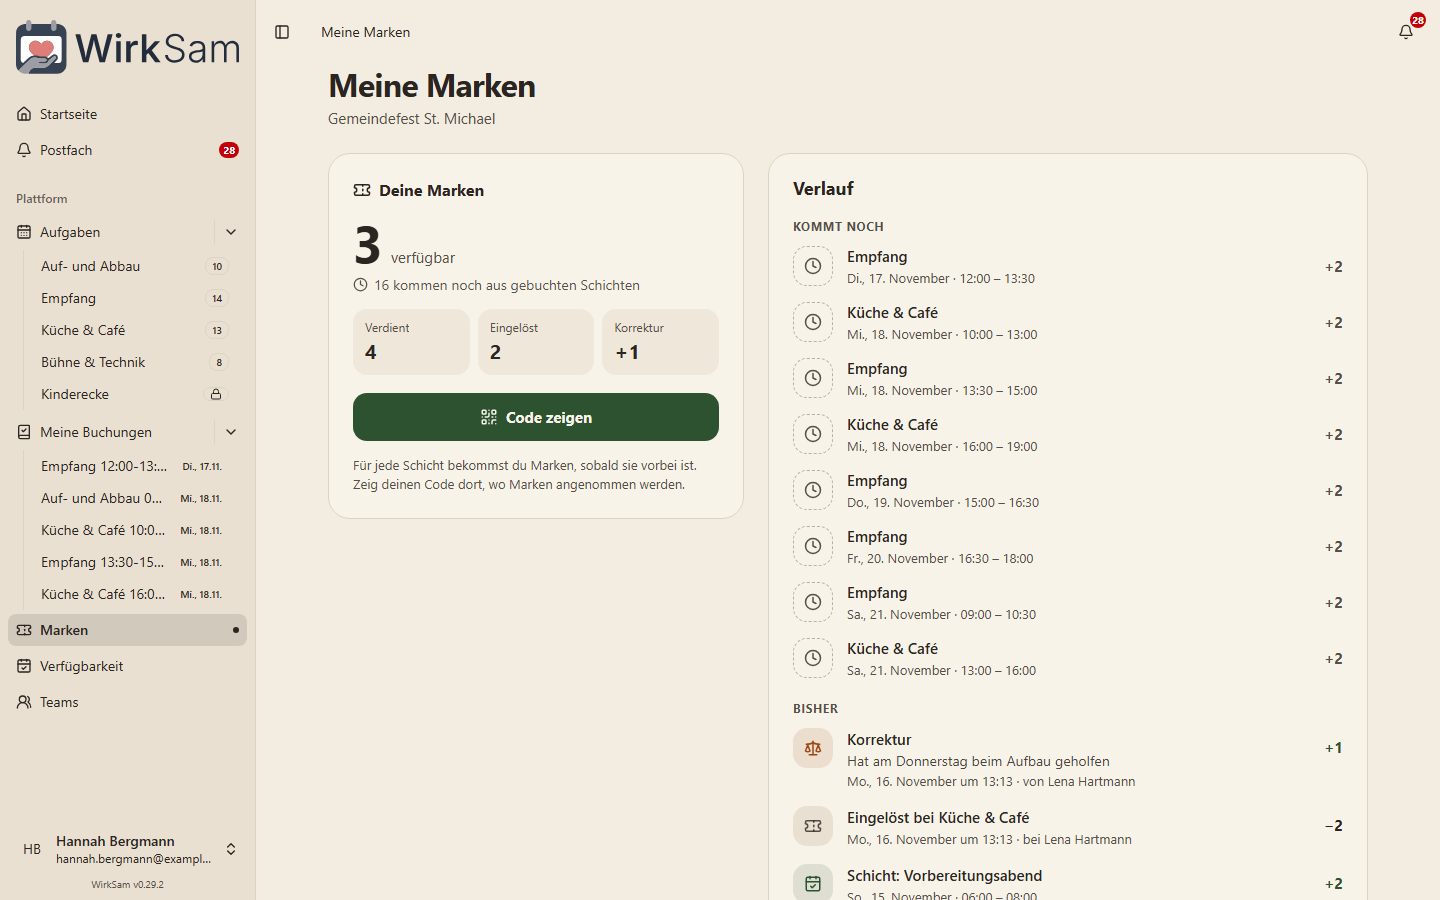 WirkSam
Startseite
Postfach 28
Plattform
Aufgaben
Auf- und Abbau 10
Empfang 14
Küche & Café 13
Bühne & Technik 8
Kinderecke
Meine Buchungen
Empfang 12:00-13:... Di., 17.11.
Auf- und Abbau 0... Mi., 18.11.
Küche & Café 10:0... Mi., 18.11.
Empfang 13:30-15... Mi., 18.11.
Küche & Café 16:0... Mi., 18.11.
Marken
Verfügbarkeit
Teams
HB
Hannah Bergmann
hannah.bergmann@exampl...
WirkSam v0.29.2
Meine Marken
28
Meine Marken
Gemeindefest St. Michael
Deine Marken
3 verfügbar
16 kommen noch aus gebuchten Schichten
Verdient
4
Eingelöst
2
Korrektur
+1
Code zeigen
Für jede Schicht bekommst du Marken, sobald sie vorbei ist.
Zeig deinen Code dort, wo Marken angenommen werden.
Verlauf
KOMMT NOCH
Empfang
Di., 17. November · 12:00 – 13:30
+2
Küche & Café
Mi., 18. November · 10:00 – 13:00
+2
Empfang
Mi., 18. November · 13:30 – 15:00
+2
Küche & Café
Mi., 18. November · 16:00 – 19:00
+2
Empfang
Do., 19. November · 15:00 – 16:30
+2
Empfang
Fr., 20. November · 16:30 – 18:00
+2
Empfang
Sa., 21. November · 09:00 – 10:30
+2
Küche & Café
Sa., 21. November · 13:00 – 16:00
+2
BISHER
Korrektur
Hat am Donnerstag beim Aufbau geholfen
Mo., 16. November um 13:13 · von Lena Hartmann
+1
Eingelöst bei Küche & Café
Mo., 16. November um 13:13 · bei Lena Hartmann
−2
Schicht: Vorbereitungsabend
So., 15. November · 06:00 – 08:00
+2